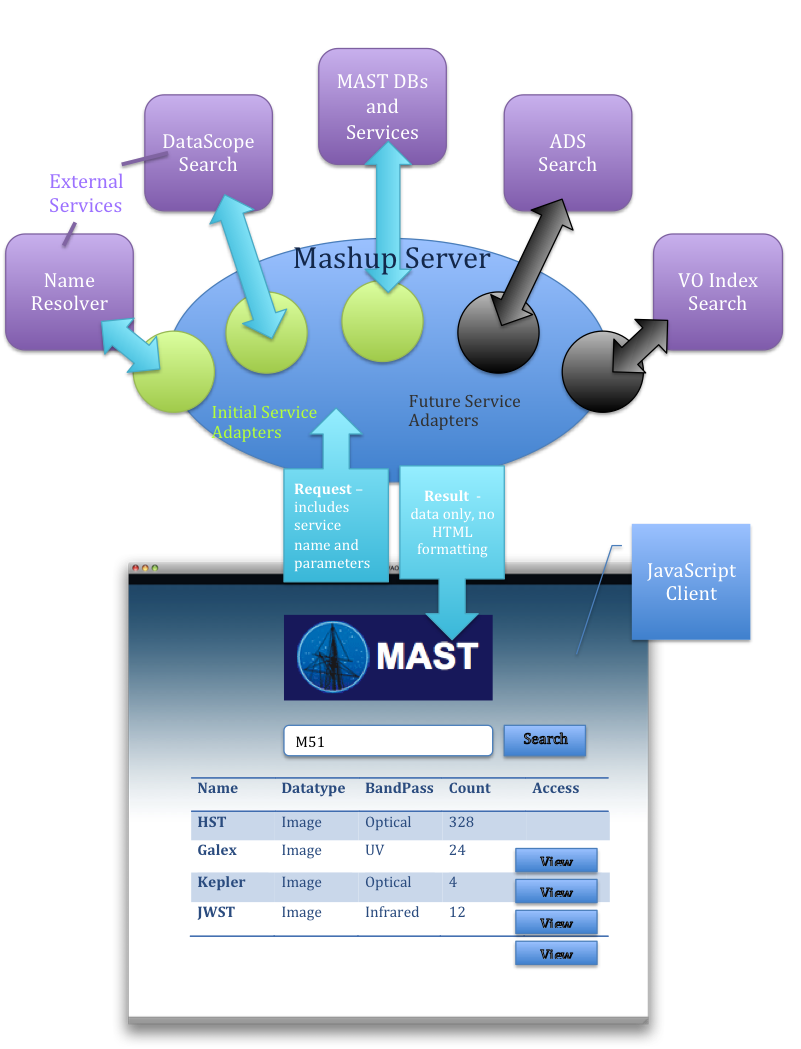 MAST DBs
and
Services
DataScope
Search
ADS
Search
External
Services
Name
Resolver
VO Index
Search
Mashup Server
Initial Service
Adapters
Future Service
Adapters
Request –
includes
service
name and
parameters
Result -
data only, no
HTML
formatting
JavaScript
Client
MAST
M51
Search
Name Datatype BandPass Count Access
HST Image Optical 328
Galex Image UV 24
View
Kepler Image Optical 4
View
JWST Image Infrared 12
View
View